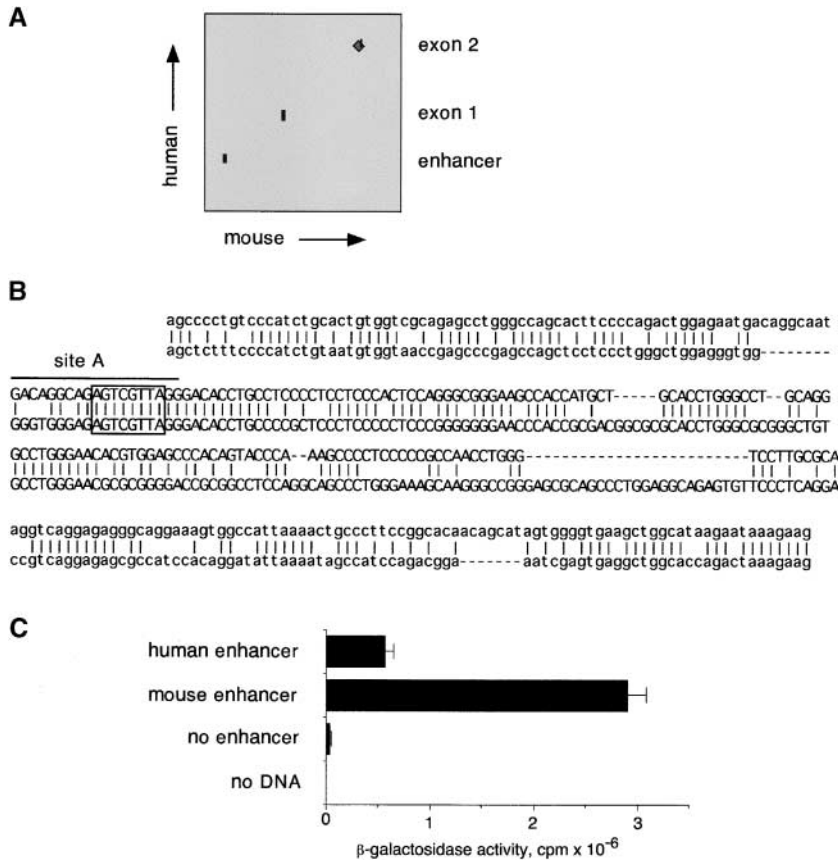 A
human
mouse
exon 2
exon 1
enhancer
B
agcccctgtcccatctgcactgtggtcgcagagcctgggccagcacttccccagactggagaatgacaggcaat
agctctttccccatctgtaatgtggtaaccgagcccgagccagctcctccctgggctggagggtgg-------
site A
GACAGGCAGAGTCGTTAGGGACACCTGCCTCCCCTCCTCCCACTCCAGGGCGGGAAGCCACCATGCT-----GCACCTGGGCCT--GCAGG
GGGTGGGAGAGTCGTTAGGGACACCTGCCCCCGCTCCCTCCCCCTCCCGGGGGGGGAACCCACCGCGACGGCGCGCACCTGGGCGCGGGCTGT
GCCTGGGAACACGTGGAGCCCACAGTACCCA--AAGCCCCTCCCCCGCCAACCTGGG----------------------------TCCTTGCGCA
GCCTGGGAACGCGCGGGGACCGCGGCCTCCAGGCAGCCCTGGGAAAGCAAGGGCCGGGAGCGCAGCCCTGGAGGCAGAGTGTTCCCTCAGGA
aggtcaggagagggcaggaaagtggccattaaaactgcccttccggcacaacagcatagtggggtgaagctggcataagaataaagaag
ccgtcaggagagcgccatccacaggatattaaaatagccatccagacgga-------aatcgagtgaggctggcaccagactaaagaag
C
human enhancer
mouse enhancer
no enhancer
no DNA
0 1 2 3
β-galactosidase activity, cpm x 10⁻⁶